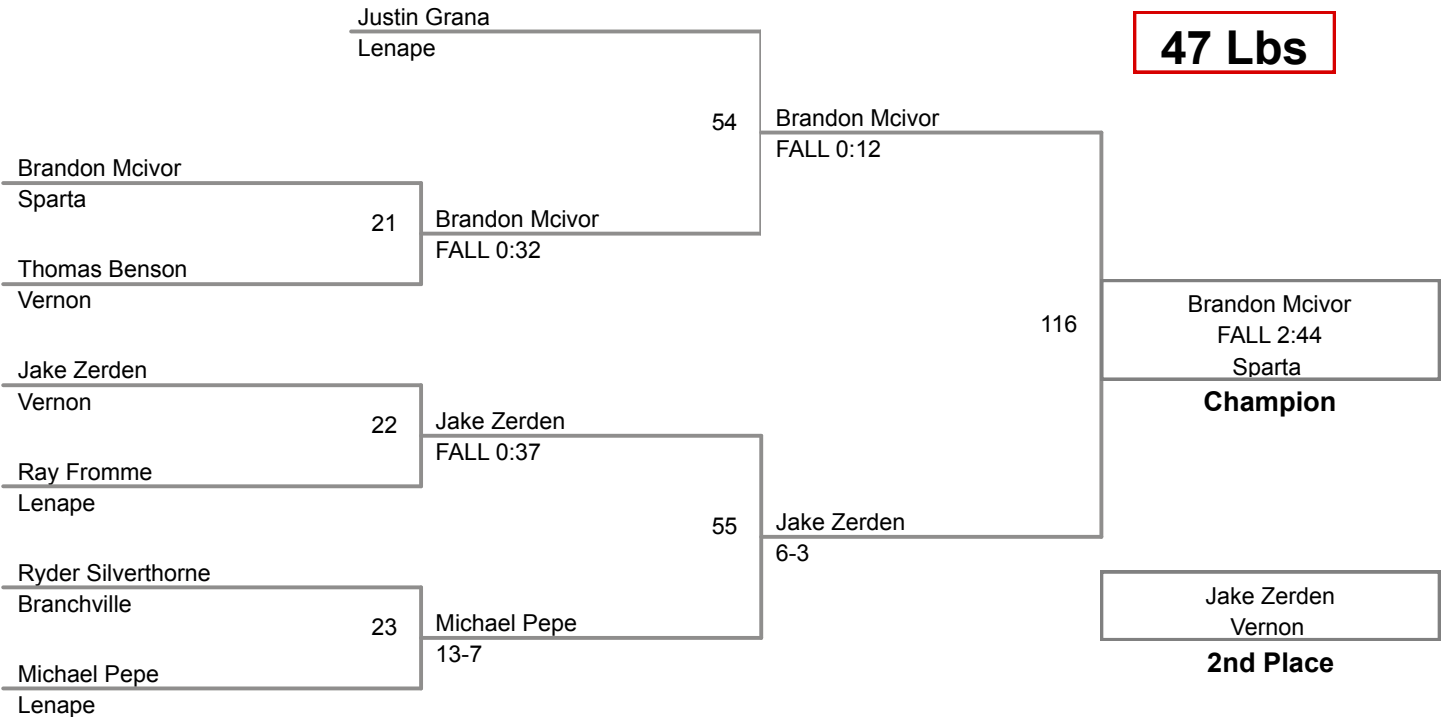 Justin Grana
Lenape
47 Lbs
54
Brandon Mcivor
FALL 0:12
Brandon Mcivor
Sparta
21
Brandon Mcivor
FALL 0:32
Thomas Benson
Vernon
116
Brandon Mcivor
FALL 2:44
Sparta
Champion
Jake Zerden
Vernon
22
Jake Zerden
FALL 0:37
Ray Fromme
Lenape
55
Jake Zerden
6-3
Ryder Silverthorne
Branchville
23
Michael Pepe
13-7
Michael Pepe
Lenape
Jake Zerden
Vernon
2nd Place